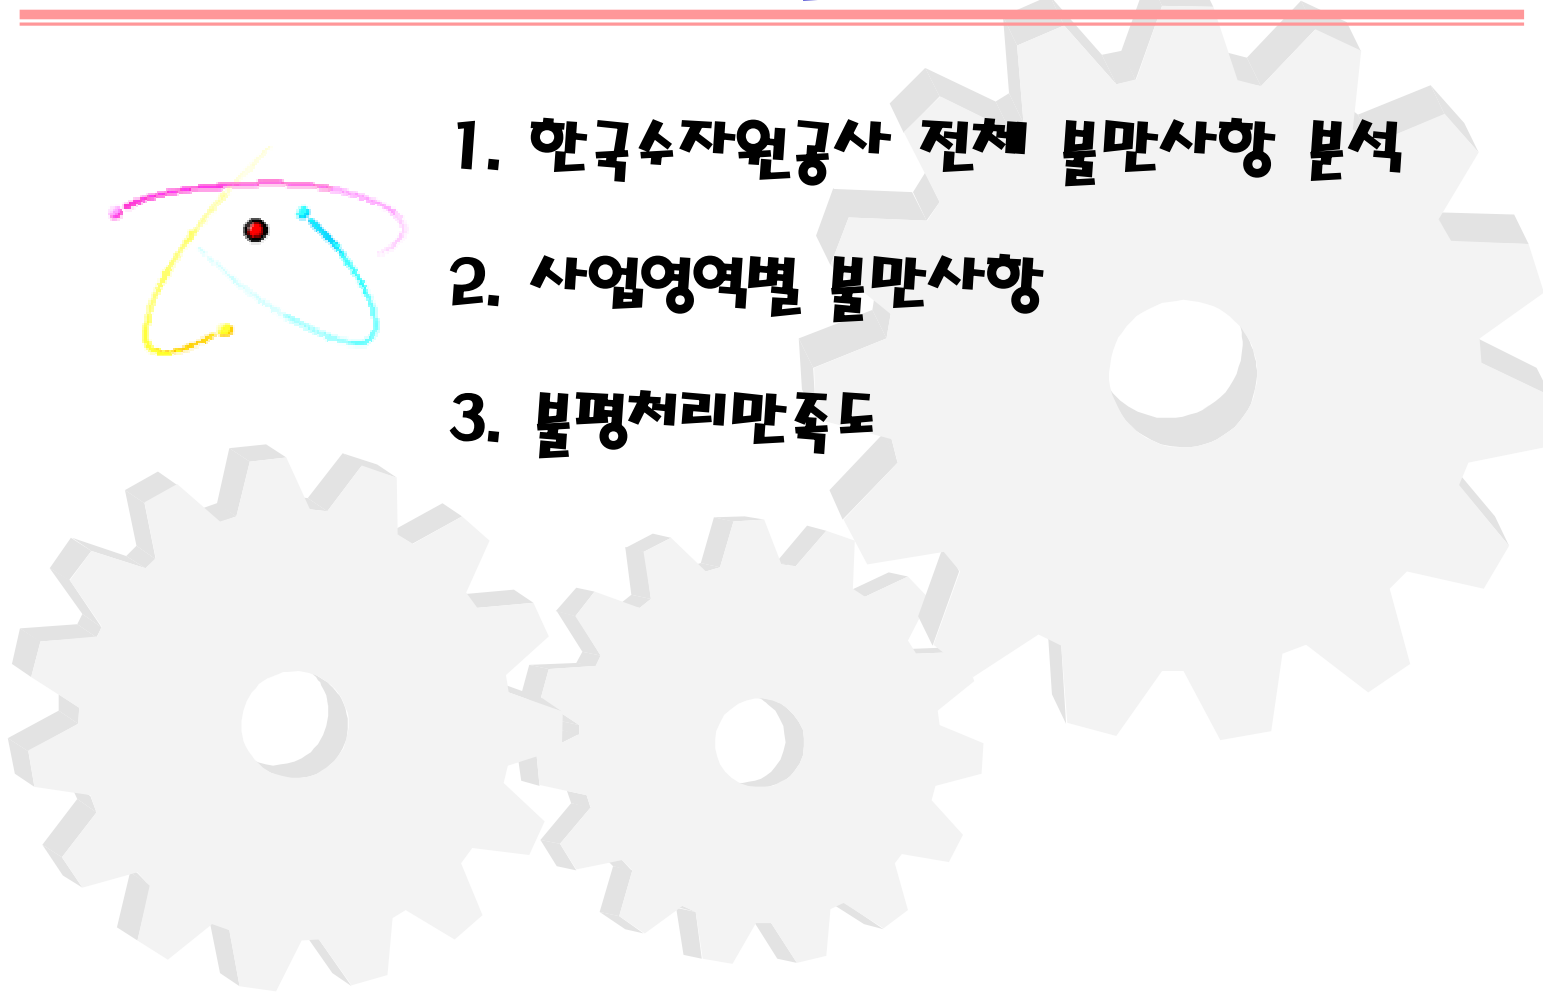 1. 한국수자원공사 전체 불만사항 분석
2. 사업영역별 불만사항
3. 불평처리만족도